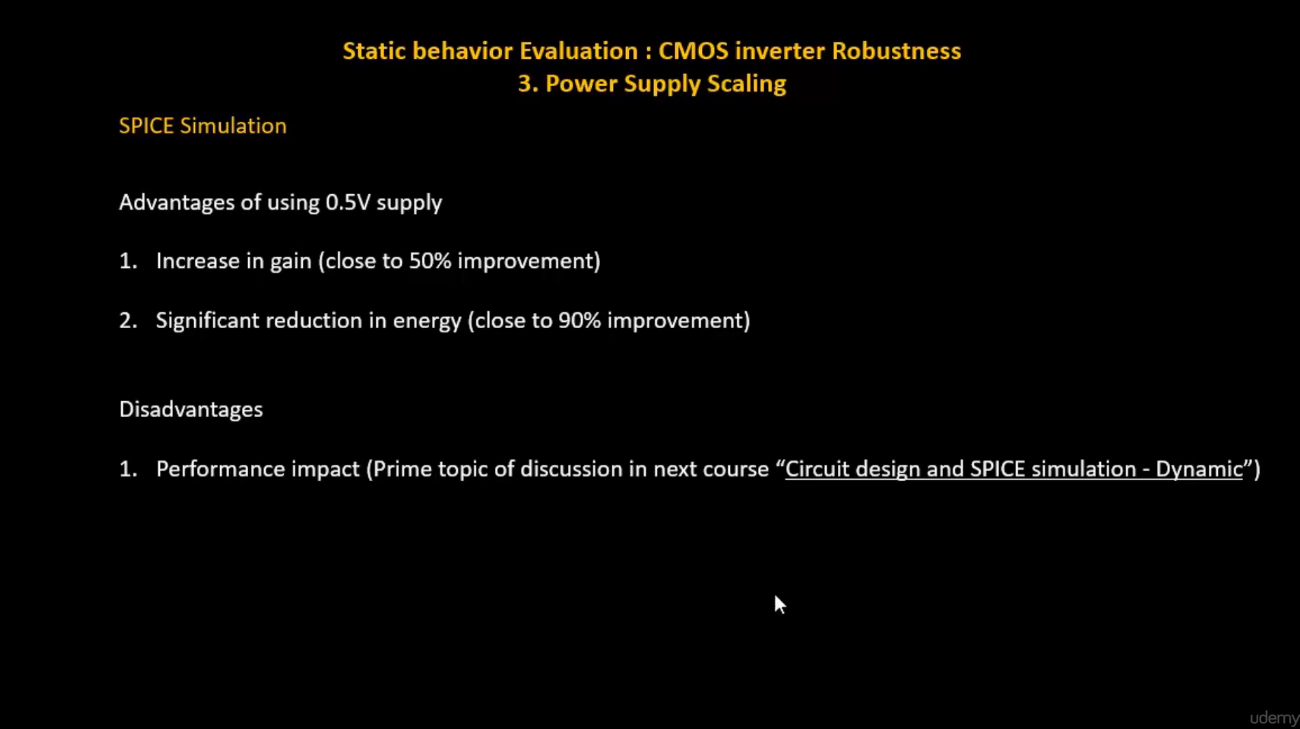 Static behavior Evaluation : CMOS inverter Robustness
3. Power Supply Scaling
SPICE Simulation
Advantages of using 0.5V supply
1. Increase in gain (close to 50% improvement)
2. Significant reduction in energy (close to 90% improvement)
Disadvantages
1. Performance impact (Prime topic of discussion in next course “Circuit design and SPICE simulation - Dynamic”)
udemy